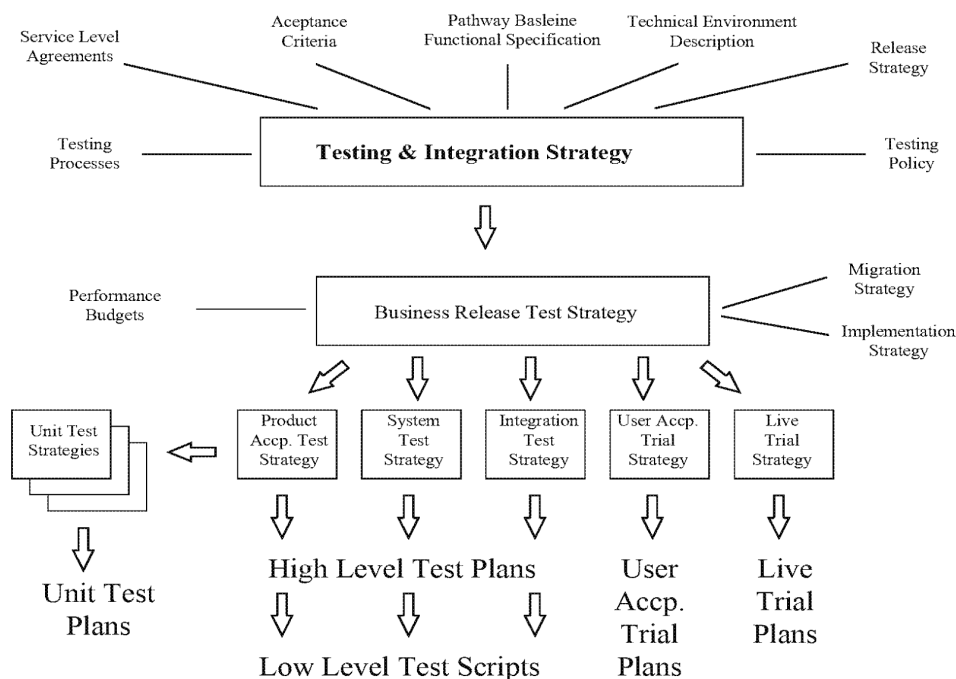 Service Level
Agreements
Aceptance
Criteria
Pathway Basleine
Functional Specification
Technical Environment
Description
Release
Strategy
Testing
Processes
Testing & Integration Strategy
Testing
Policy
Performance
Budgets
Business Release Test Strategy
Migration
Strategy
Implementation
Strategy
Unit Test
Strategies
Product
Accp. Test
Strategy
System
Test
Strategy
Integration
Test
Strategy
User Accp.
Trial
Strategy
Live
Trial
Strategy
Unit Test
Plans
High Level Test Plans
Low Level Test Scripts
User
Accp.
Trial
Plans
Live
Trial
Plans